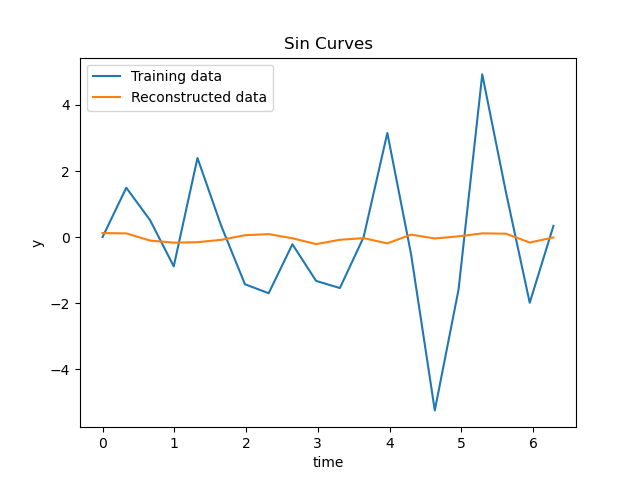 Sin Curves
Training data
Reconstructed data
y
4
2
0
−2
−4
0 1 2 3 4 5 6
time